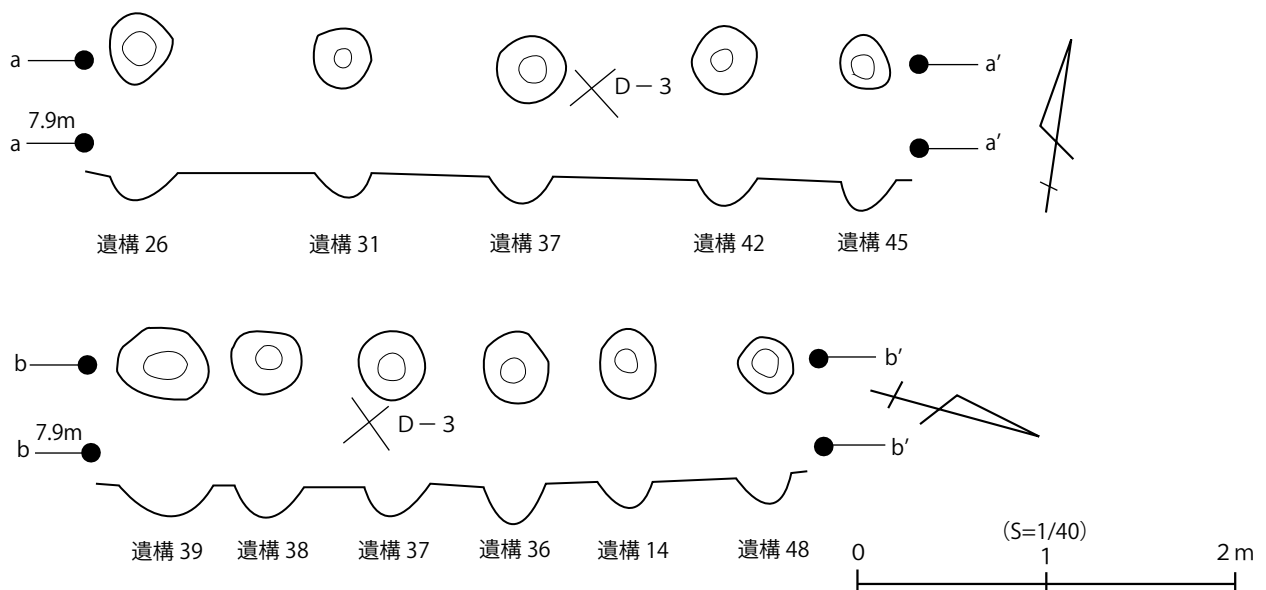 a a′
D－3
7.9m
a a′
遺構 26 遺構 31 遺構 37 遺構 42 遺構 45
b b′
D－3
7.9m
b b′
遺構 39 遺構 38 遺構 37 遺構 36 遺構 14 遺構 48
（S=1/40）
0 1 2 m